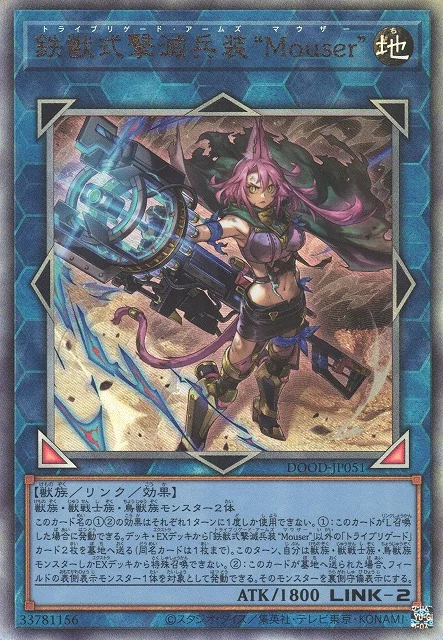 トライブリゲード・アームズ　マウザー
鉄獣式撃滅兵装“Mouser”
地
DOOD-JP051
【獣族／リンク／効果】
獣族・獣戦士族・鳥獣族モンスター2体
このカード名の①②の効果はそれぞれ1ターンに1度しか使用できない。①：このカードがL召喚
した場合に発動できる。デッキ・EXデッキから「鉄獣式撃滅兵装“Mouser”」以外の「トライブリゲード」
カード2枚を墓地へ送る（同名カードは1枚まで）。このターン、自分は獣族・獣戦士族・鳥獣族
モンスターしかEXデッキから特殊召喚できない。②：このカードが墓地へ送られた場合、フィー
ルドの表側表示モンスター1体を対象として発動できる。そのモンスターを裏側守備表示にする。
ATK/1800 LINK-2
33781156
©スタジオ・ダイス／集英社・テレビ東京・KONAMI